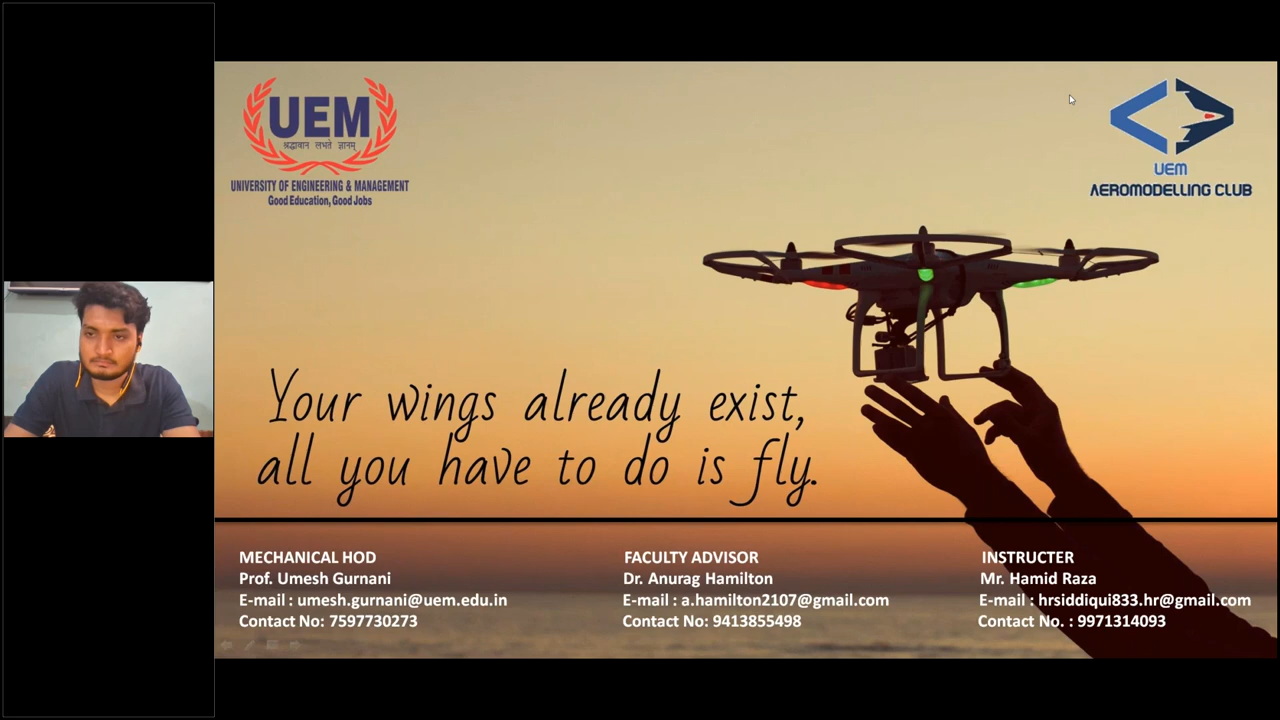 UEM
श्रद्धावान लभते ज्ञानम्
UNIVERSITY OF ENGINEERING & MANAGEMENT
Good Education, Good Jobs
UEM
AEROMODELLING CLUB
Your wings already exist,
all you have to do is fly.
MECHANICAL HOD
Prof. Umesh Gurnani
E-mail : umesh.gurnani@uem.edu.in
Contact No: 7597730273
FACULTY ADVISOR
Dr. Anurag Hamilton
E-mail : a.hamilton2107@gmail.com
Contact No: 9413855498
INSTRUCTER
Mr. Hamid Raza
E-mail : hrsiddiqui833.hr@gmail.com
Contact No. : 9971314093